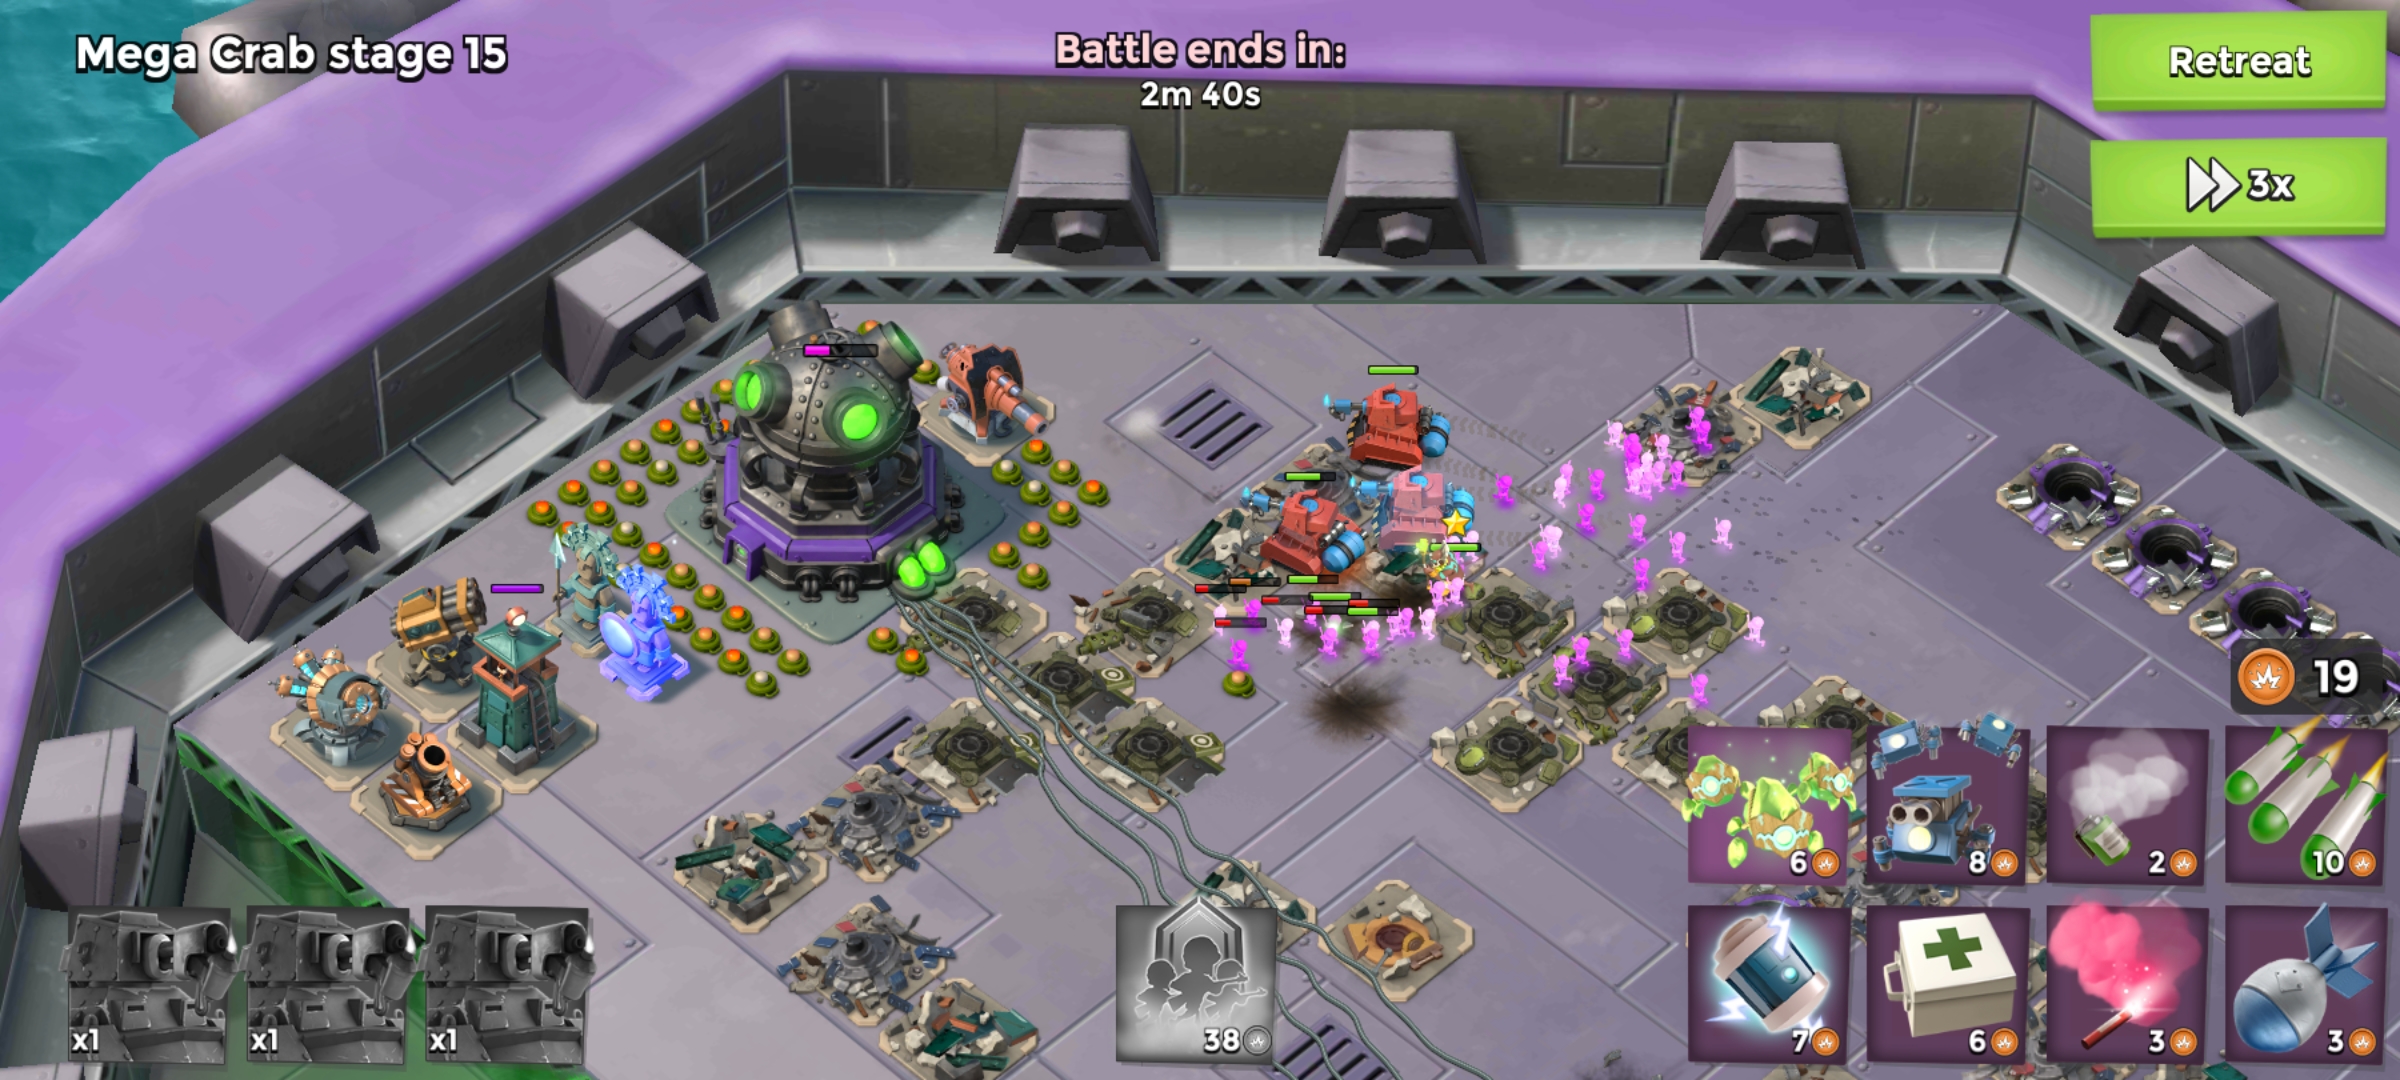 Mega Crab stage 15
Battle ends in:
2m 40s
Retreat
3x
19
6
8
2
10
x1
x1
x1
38
7
6
3
3